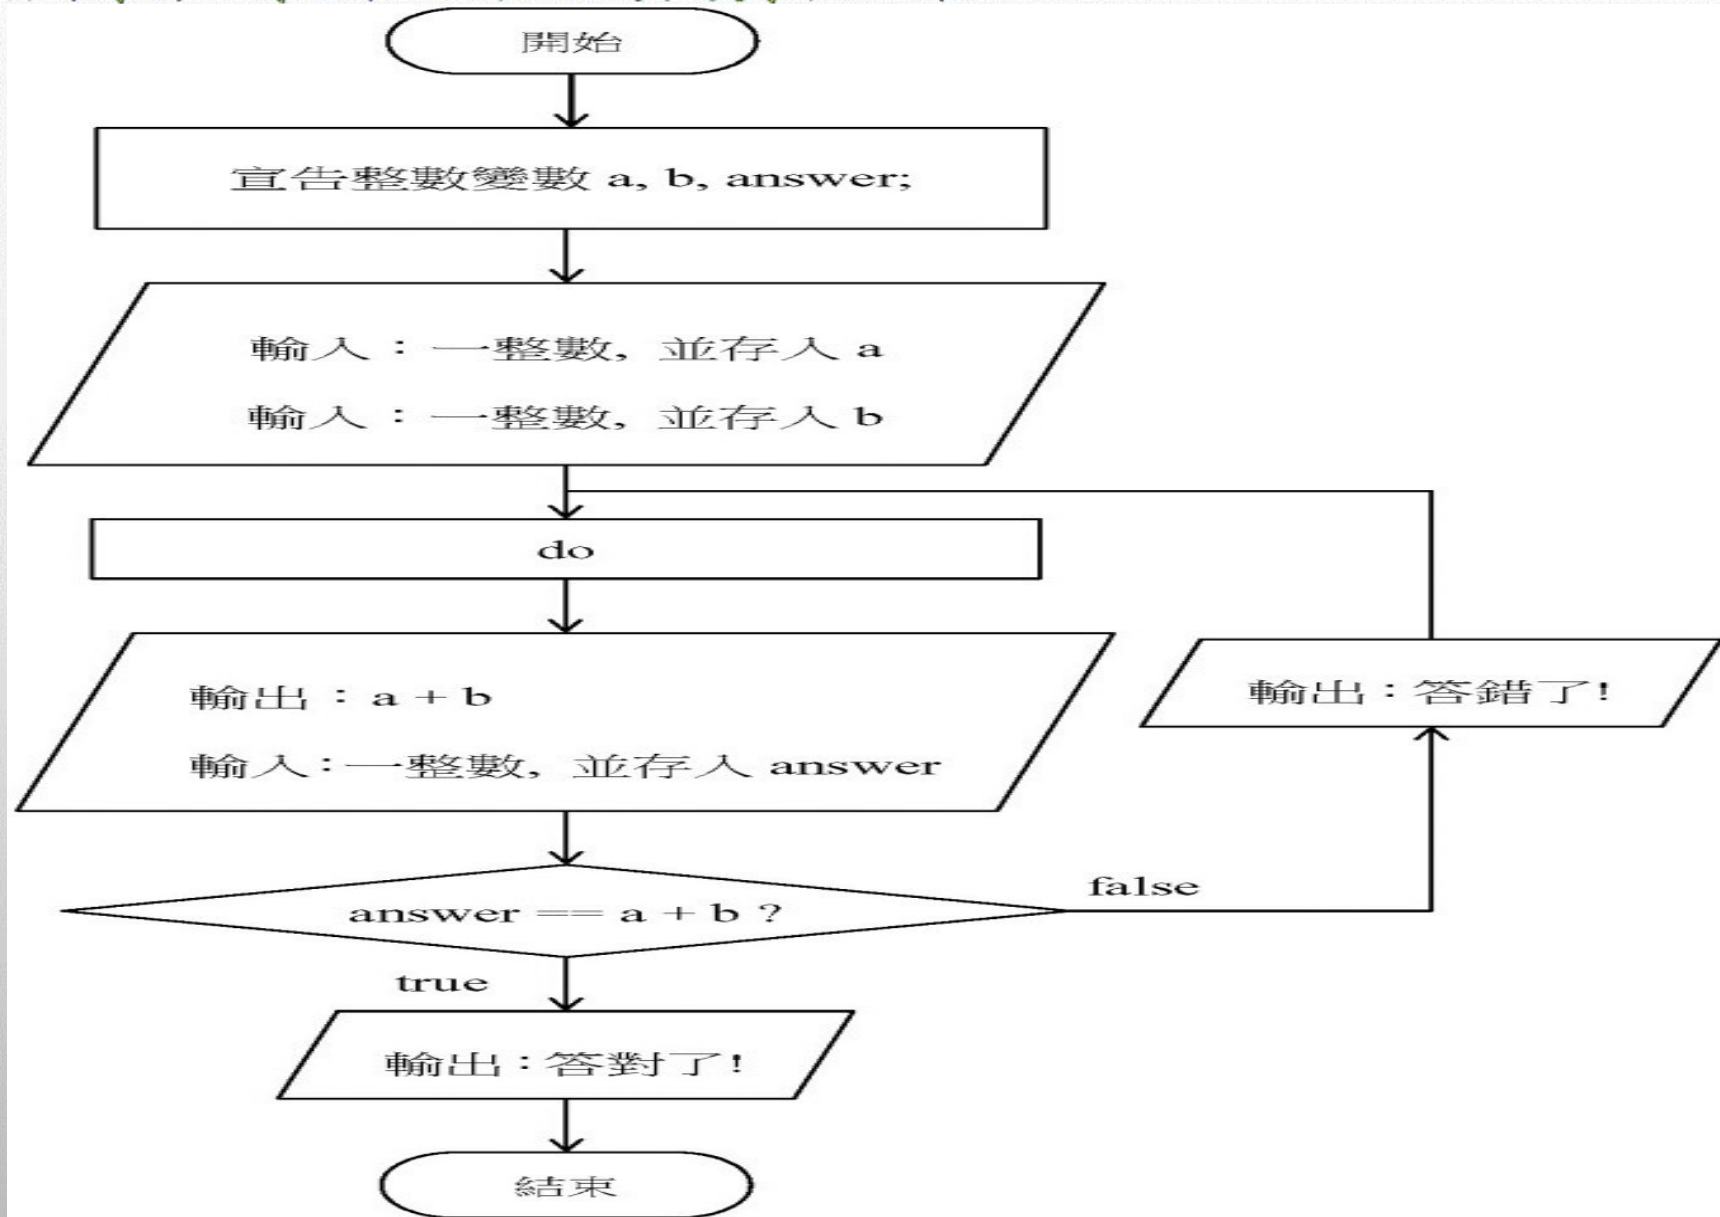 開始
宣告整數變數 a, b, answer;
輸入：一整數, 並存入 a
輸入：一整數, 並存入 b
do
輸出：a + b
輸入：一整數, 並存入 answer
輸出：答錯了!
answer == a + b ?
false
true
輸出：答對了!
結束